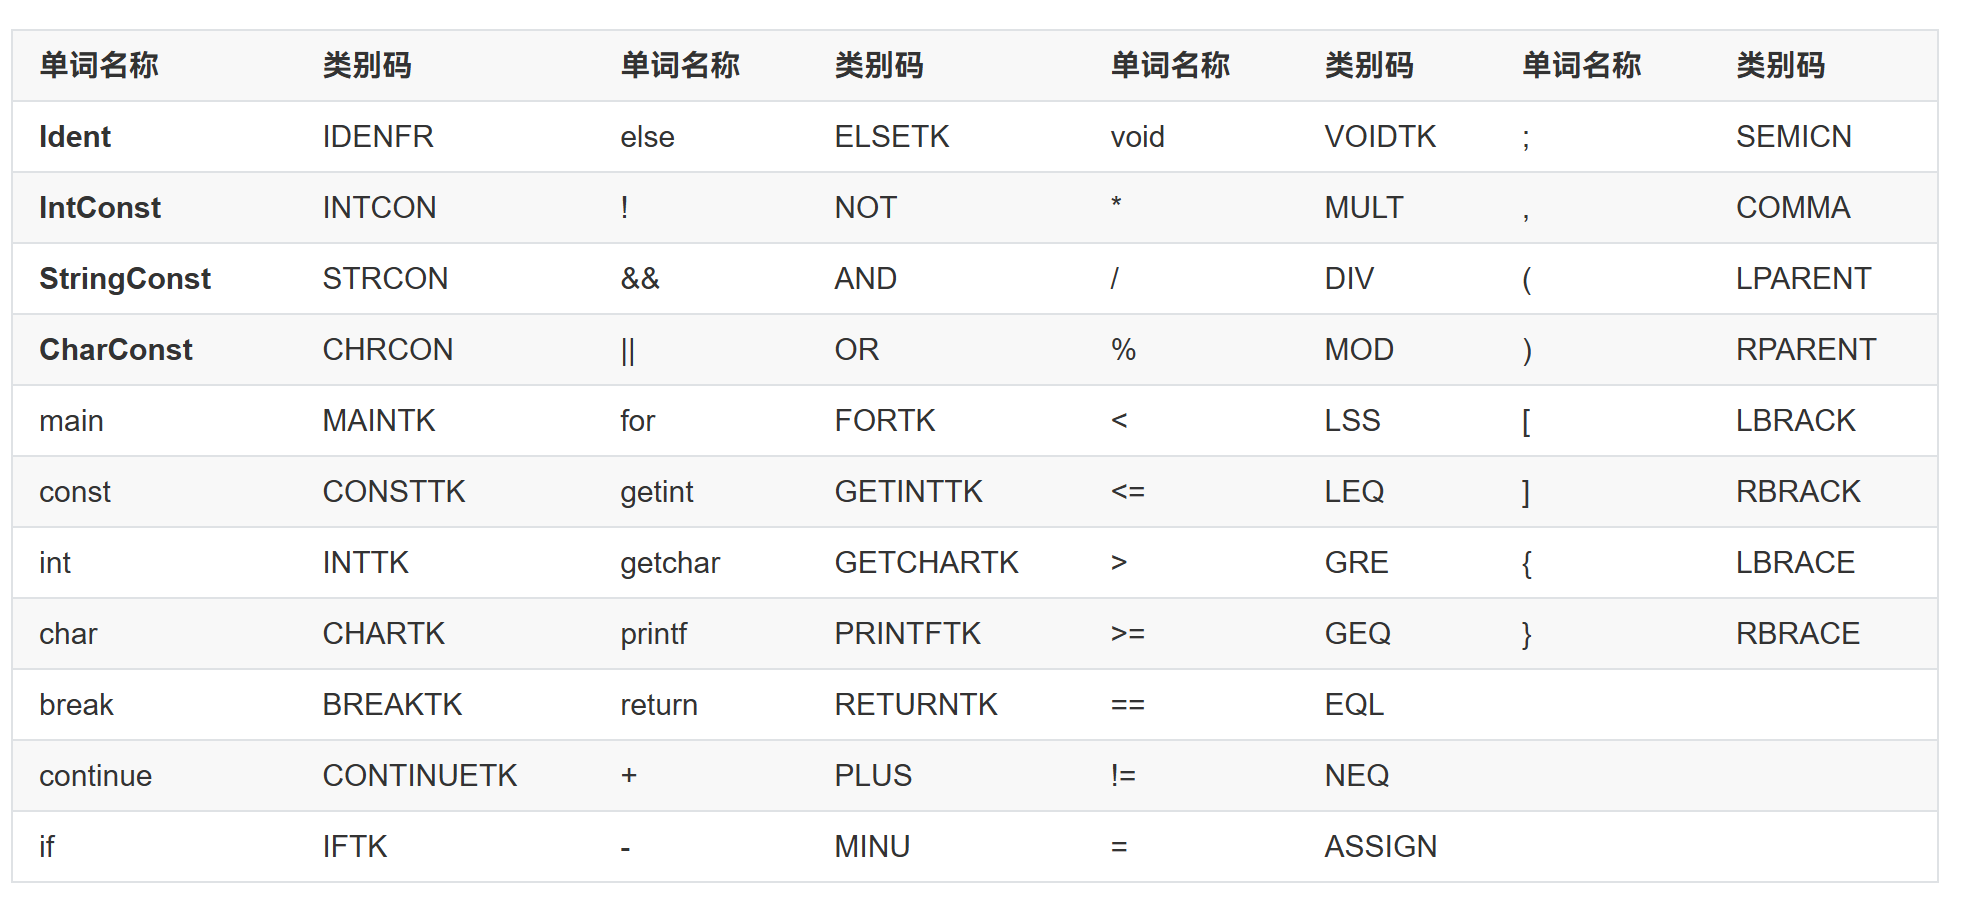 单词名称 类别码 单词名称 类别码 单词名称 类别码 单词名称 类别码
Ident IDENFR else ELSETK void VOIDTK ; SEMICN
IntConst INTCON ! NOT * MULT , COMMA
StringConst STRCON && AND / DIV ( LPARENT
CharConst CHRCON || OR % MOD ) RPARENT
main MAINTK for FORTK < LSS [ LBRACK
const CONSTTK getint GETINTTK <= LEQ ] RBRACK
int INTTK getchar GETCHARTK > GRE { LBRACE
char CHARTK printf PRINTFTK >= GEQ } RBRACE
break BREAKTK return RETURNTK == EQL
continue CONTINUETK + PLUS != NEQ
if IFTK - MINU = ASSIGN